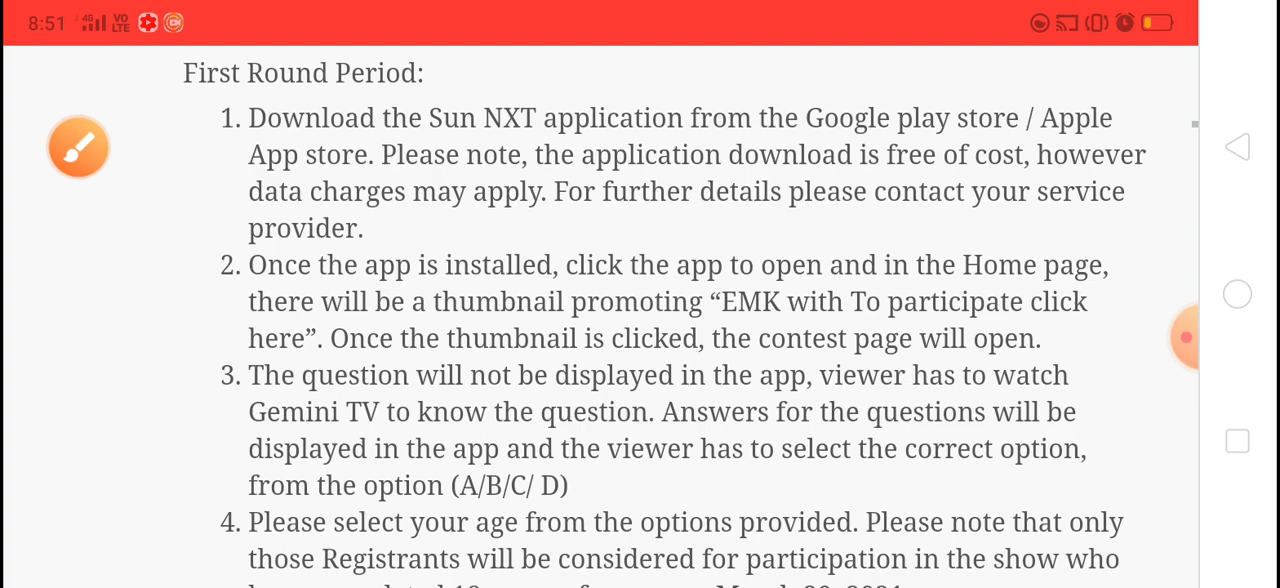 8:51 4G VO LTE
First Round Period:
1. Download the Sun NXT application from the Google play store / Apple
App store. Please note, the application download is free of cost, however
data charges may apply. For further details please contact your service
provider.
2. Once the app is installed, click the app to open and in the Home page,
there will be a thumbnail promoting “EMK with To participate click
here”. Once the thumbnail is clicked, the contest page will open.
3. The question will not be displayed in the app, viewer has to watch
Gemini TV to know the question. Answers for the questions will be
displayed in the app and the viewer has to select the correct option,
from the option (A/B/C/ D)
4. Please select your age from the options provided. Please note that only
those Registrants will be considered for participation in the show who